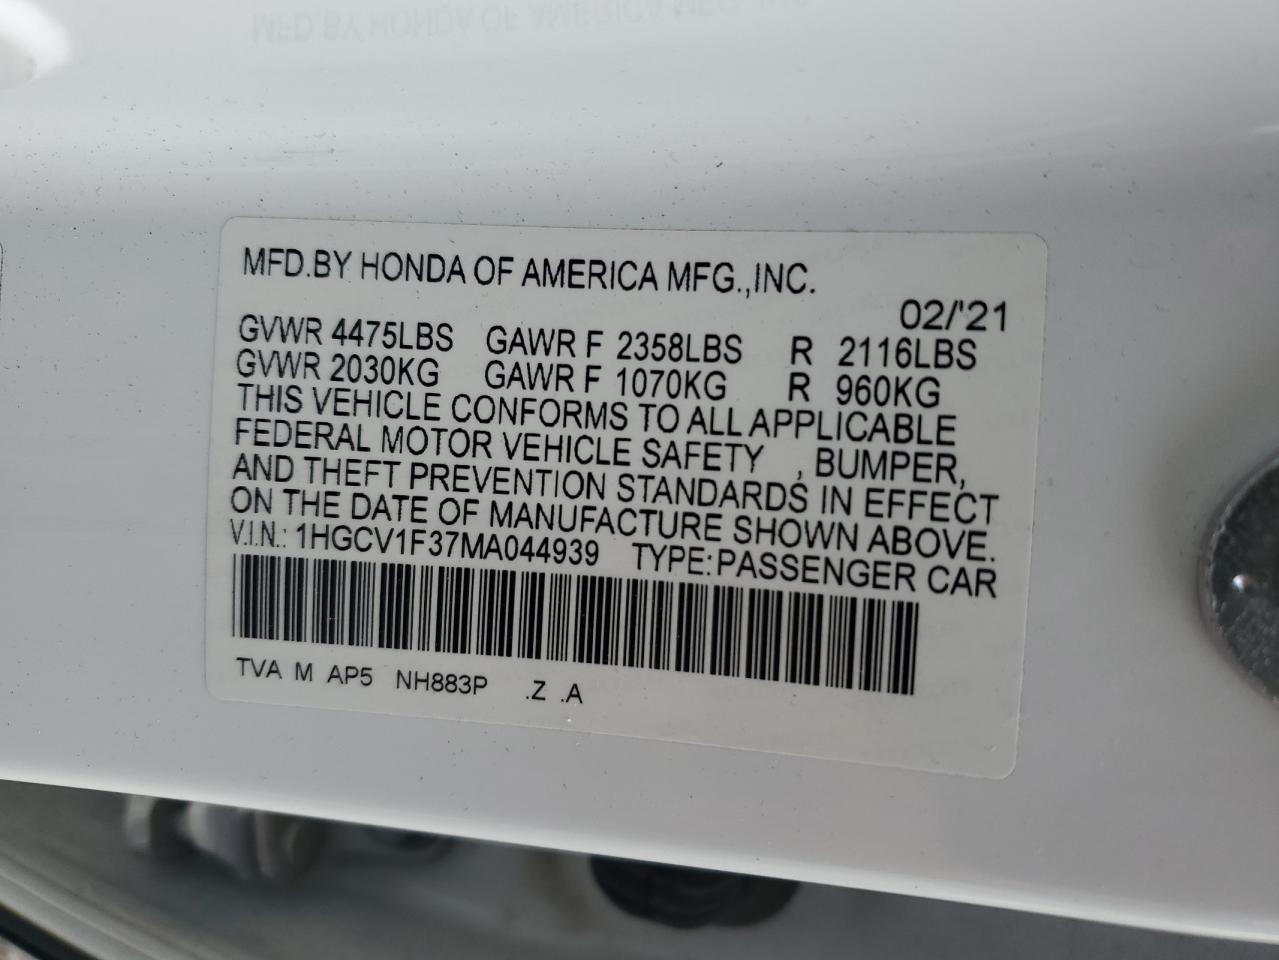 MFD.BY HONDA OF AMERICA MFG.,INC.
02/'21
GVWR 4475LBS GAWR F 2358LBS R 2116LBS
GVWR 2030KG GAWR F 1070KG R 960KG
THIS VEHICLE CONFORMS TO ALL APPLICABLE
FEDERAL MOTOR VEHICLE SAFETY , BUMPER,
AND THEFT PREVENTION STANDARDS IN EFFECT
ON THE DATE OF MANUFACTURE SHOWN ABOVE.
V.I.N.: 1HGCV1F37MA044939 TYPE:PASSENGER CAR
TVA M AP5 NH883P .Z .A